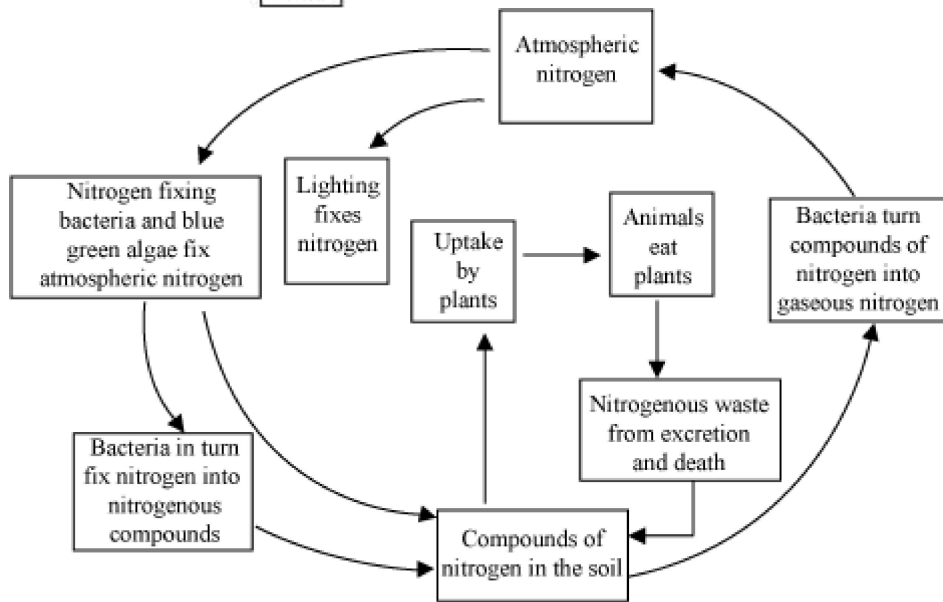 Atmospheric
nitrogen
Nitrogen fixing
bacteria and blue
green algae fix
atmospheric nitrogen
Lighting
fixes
nitrogen
Uptake
by
plants
Animals
eat
plants
Bacteria turn
compounds of
nitrogen into
gaseous nitrogen
Nitrogenous waste
from excretion
and death
Bacteria in turn
fix nitrogen into
nitrogenous
compounds
Compounds of
nitrogen in the soil